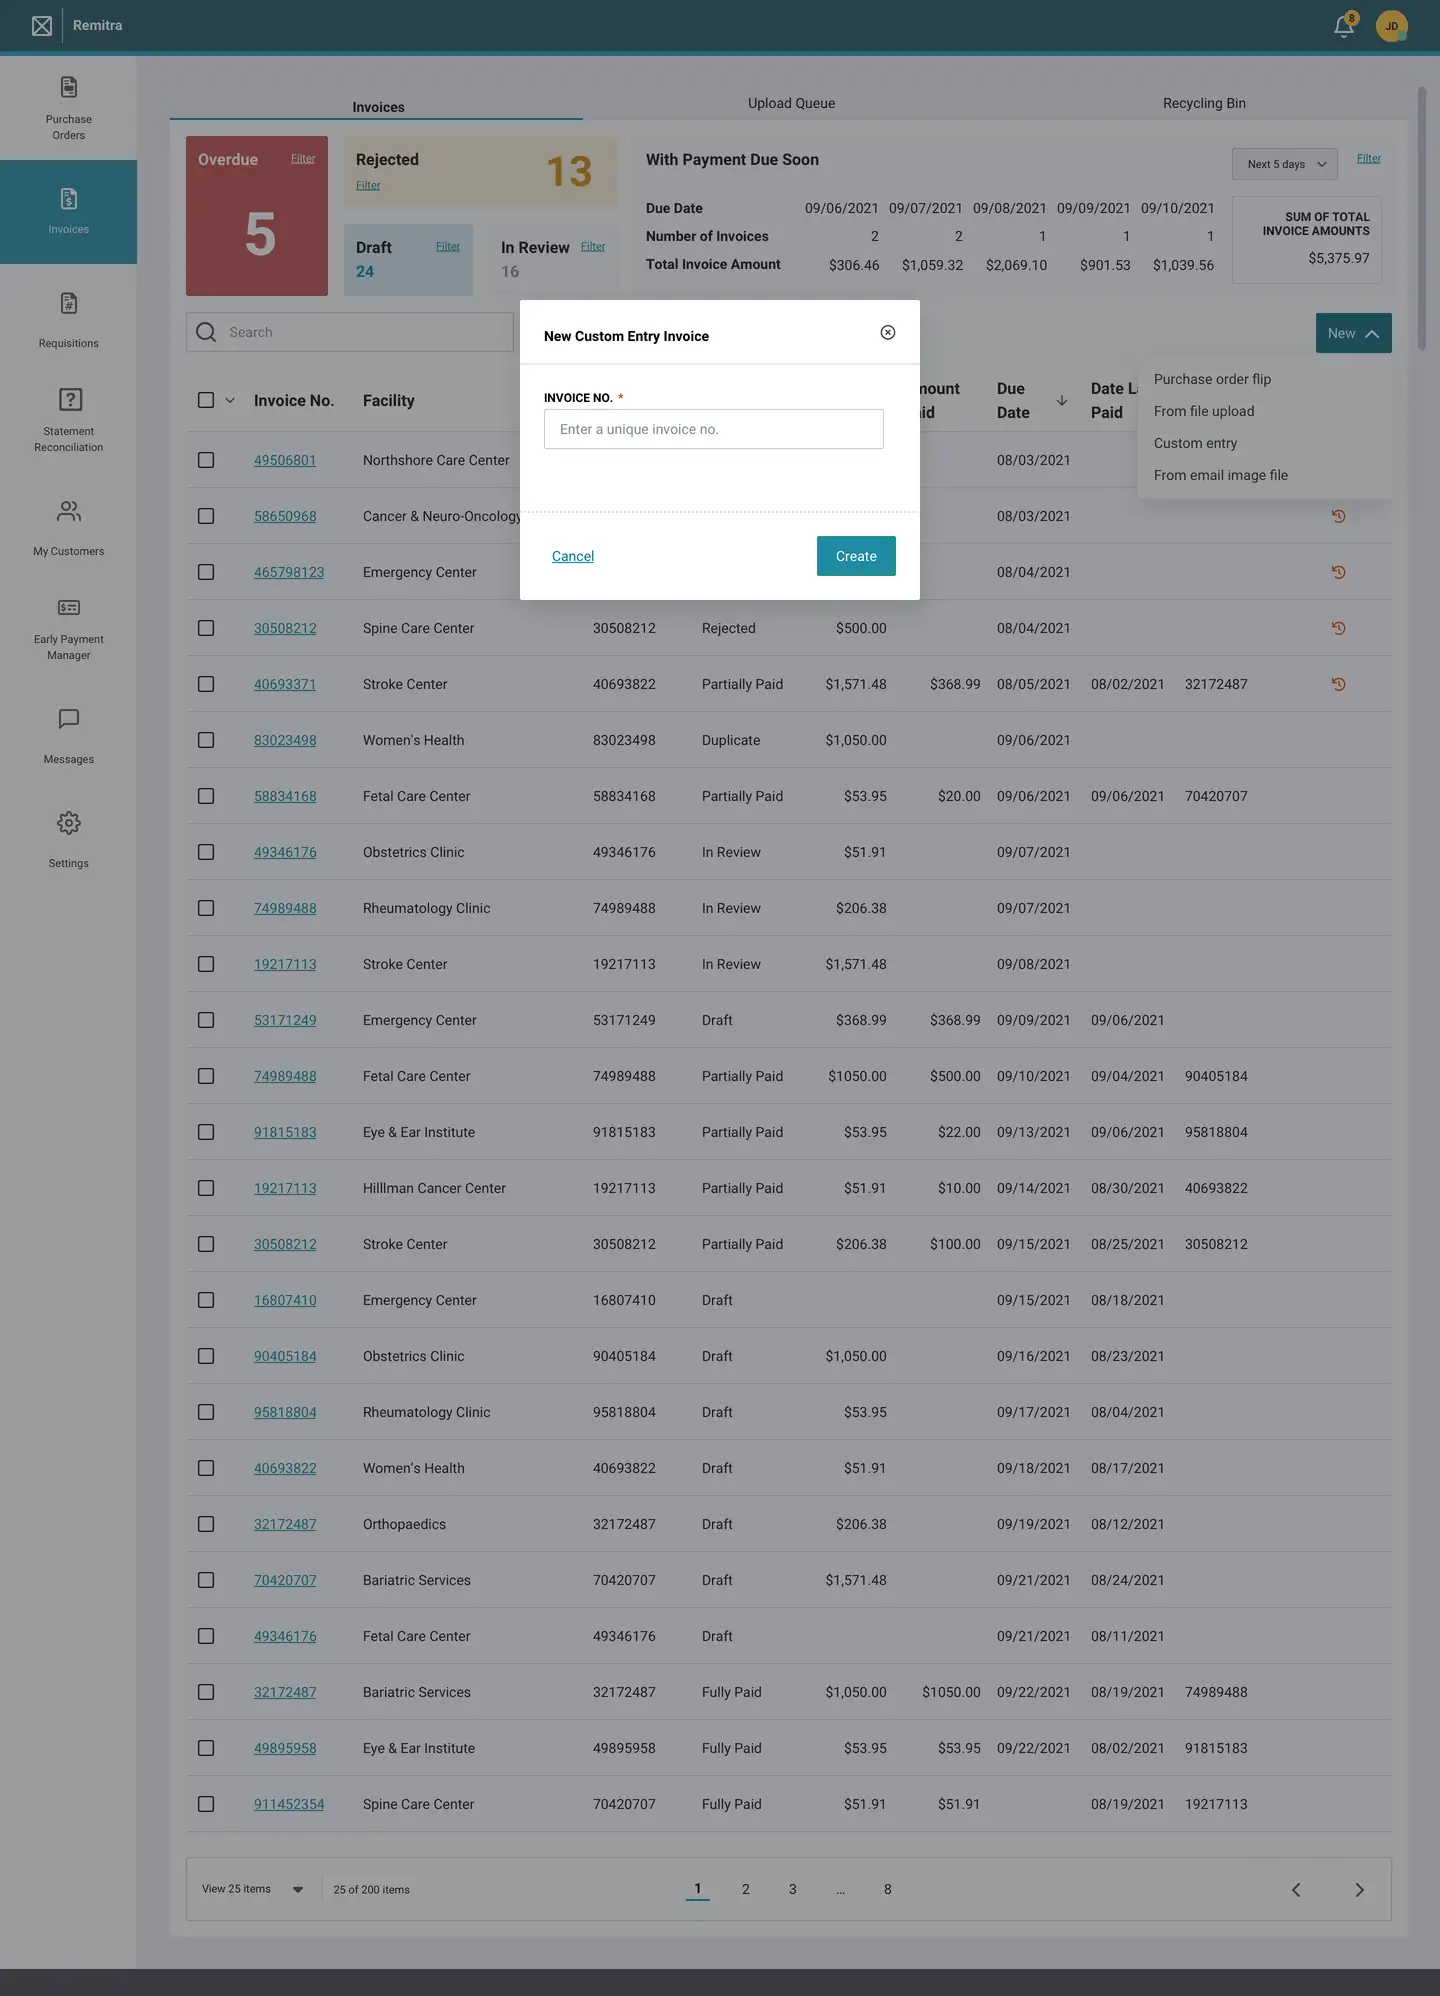 Remitra
8
JD
Purchase
Orders
Invoices
Requisitions
Statement
Reconciliation
My Customers
Early Payment
Manager
Messages
Settings
Invoices
Upload Queue
Recycling Bin
Overdue Filter
5
Rejected
Filter
13
Draft Filter
24
In Review Filter
16
With Payment Due Soon
Next 5 days
Filter
Due Date 09/06/2021 09/07/2021 09/08/2021 09/09/2021 09/10/2021
Number of Invoices 2 2 1 1 1
Total Invoice Amount $306.46 $1,059.32 $2,069.10 $901.53 $1,039.56
SUM OF TOTAL
INVOICE AMOUNTS
$5,375.97
Search
New
Purchase order flip
From file upload
Custom entry
From email image file
New Custom Entry Invoice
INVOICE NO. *
Enter a unique invoice no.
Cancel
Create
Invoice No. Facility
Due
Date
Date
Paid
49506801 Northshore Care Center 08/03/2021
58650968 Cancer & Neuro-Oncology 08/03/2021
465798123 Emergency Center 08/04/2021
30508212 Spine Care Center 30508212 Rejected $500.00 08/04/2021
40693371 Stroke Center 40693822 Partially Paid $1,571.48 $368.99 08/05/2021 08/02/2021 32172487
83023498 Women's Health 83023498 Duplicate $1,050.00 09/06/2021
58834168 Fetal Care Center 58834168 Partially Paid $53.95 $20.00 09/06/2021 09/06/2021 70420707
49346176 Obstetrics Clinic 49346176 In Review $51.91 09/07/2021
74989488 Rheumatology Clinic 74989488 In Review $206.38 09/07/2021
19217113 Stroke Center 19217113 In Review $1,571.48 09/08/2021
53171249 Emergency Center 53171249 Draft $368.99 $368.99 09/09/2021 09/06/2021
74989488 Fetal Care Center 74989488 Partially Paid $1050.00 $500.00 09/10/2021 09/04/2021 90405184
91815183 Eye & Ear Institute 91815183 Partially Paid $53.95 $22.00 09/13/2021 09/06/2021 95818804
19217113 Hilllman Cancer Center 19217113 Partially Paid $51.91 $10.00 09/14/2021 08/30/2021 40693822
30508212 Stroke Center 30508212 Partially Paid $206.38 $100.00 09/15/2021 08/25/2021 30508212
16807410 Emergency Center 16807410 Draft 09/15/2021 08/18/2021
90405184 Obstetrics Clinic 90405184 Draft $1,050.00 09/16/2021 08/23/2021
95818804 Rheumatology Clinic 95818804 Draft $53.95 09/17/2021 08/04/2021
40693822 Women's Health 40693822 Draft $51.91 09/18/2021 08/17/2021
32172487 Orthopaedics 32172487 Draft $206.38 09/19/2021 08/12/2021
70420707 Bariatric Services 70420707 Draft $1,571.48 09/21/2021 08/24/2021
49346176 Fetal Care Center 49346176 Draft 09/21/2021 08/11/2021
32172487 Bariatric Services 32172487 Fully Paid $1,050.00 $1050.00 09/22/2021 08/19/2021 74989488
49895958 Eye & Ear Institute 49895958 Fully Paid $53.95 $53.95 09/22/2021 08/02/2021 91815183
911452354 Spine Care Center 70420707 Fully Paid $51.91 $51.91 08/19/2021 19217113
View 25 items 25 of 200 items 1 2 3 ... 8